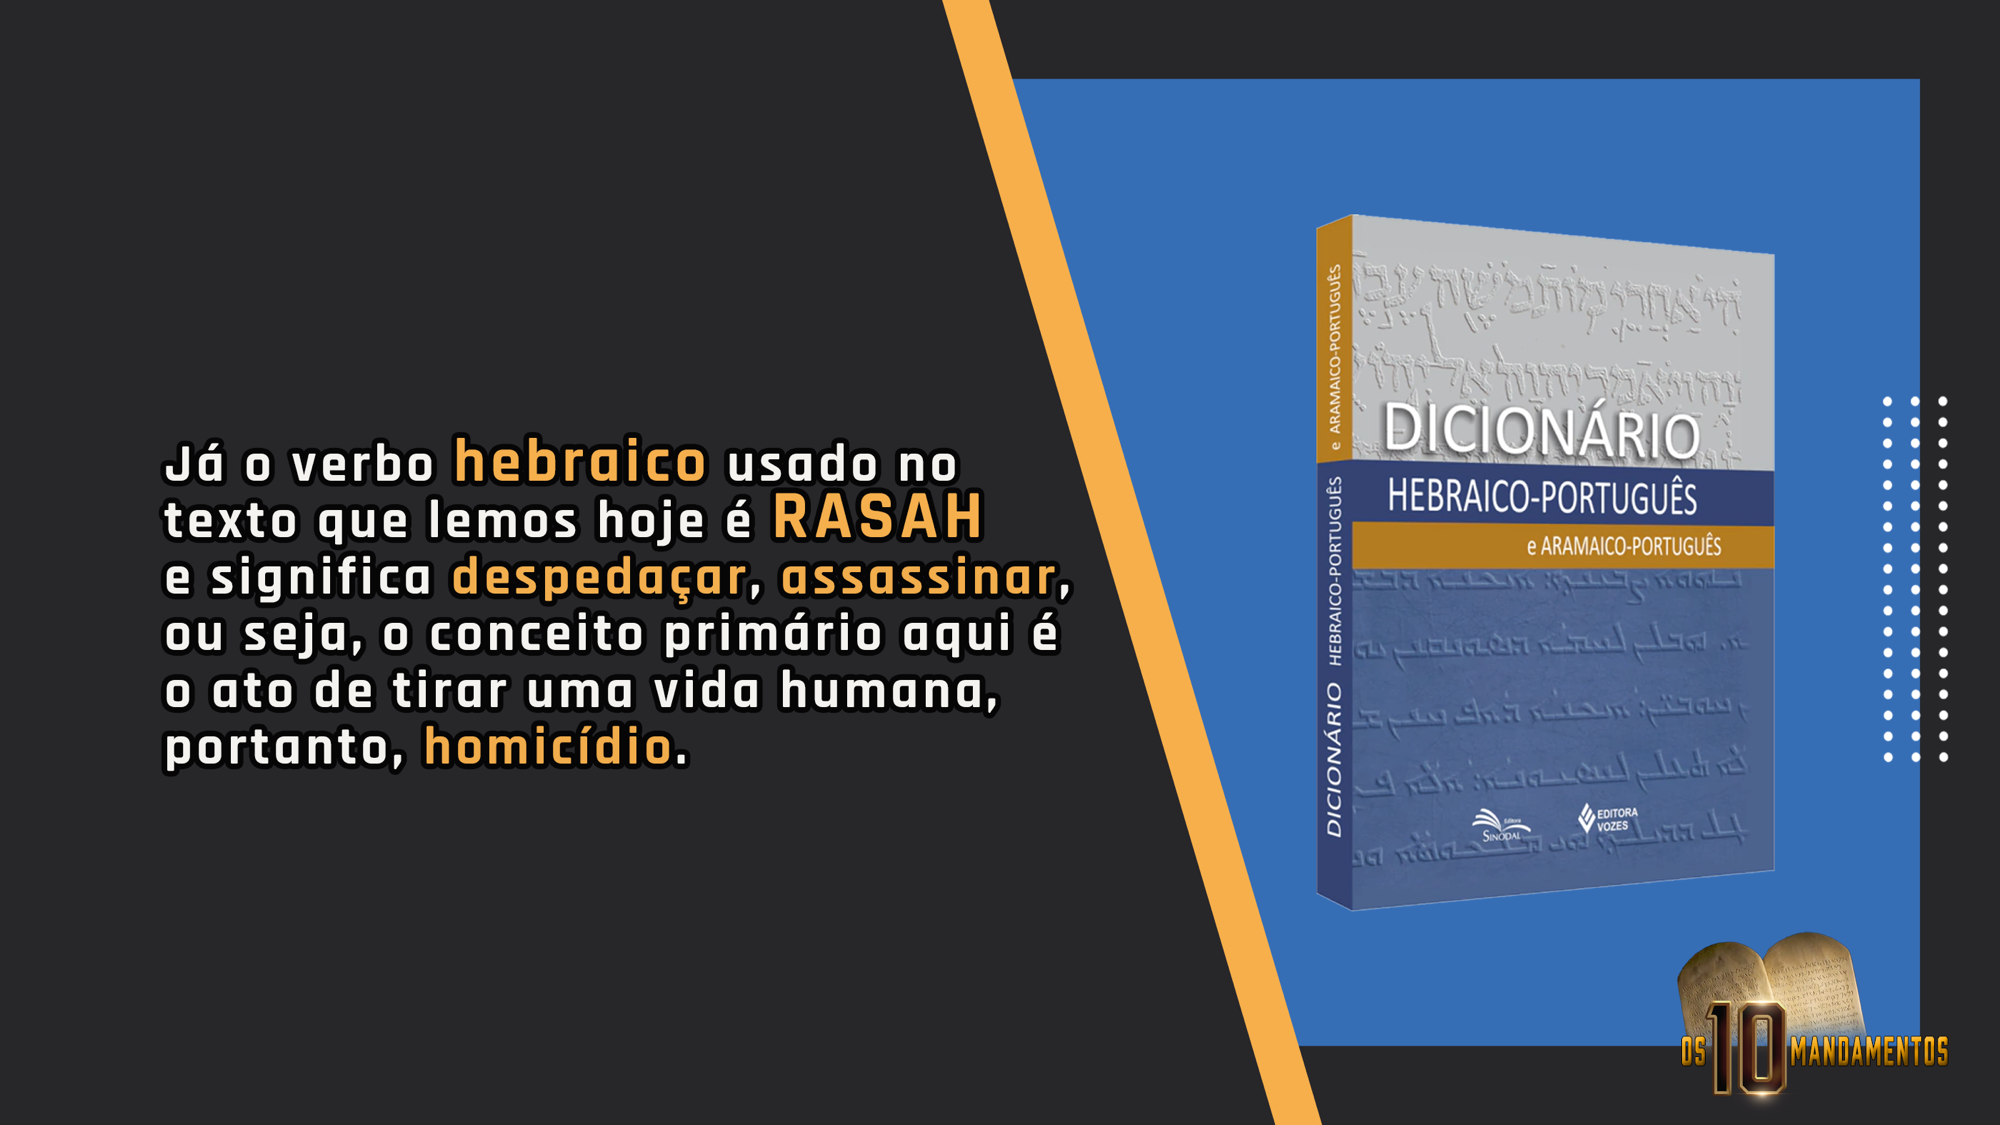 Já o verbo hebraico usado no
texto que lemos hoje é RASAH
e significa despedaçar, assassinar,
ou seja, o conceito primário aqui é
o ato de tirar uma vida humana,
portanto, homicídio.
DICIONÁRIO HEBRAICO-PORTUGUÊS e ARAMAICO-PORTUGUÊS
DICIONÁRIO
HEBRAICO-PORTUGUÊS
e ARAMAICO-PORTUGUÊS
Editora
SINODAL
EDITORA
VOZES
OS 10 MANDAMENTOS